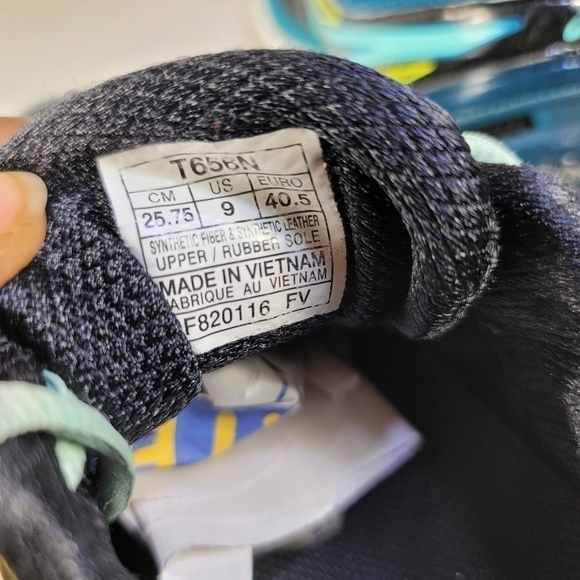 T656N
CM US EURO
25.75 9 40.5
SYNTHETIC FIBER & SYNTHETIC LEATHER
UPPER / RUBBER SOLE
MADE IN VIETNAM
FABRIQUE AU VIETNAM
F820116 FV